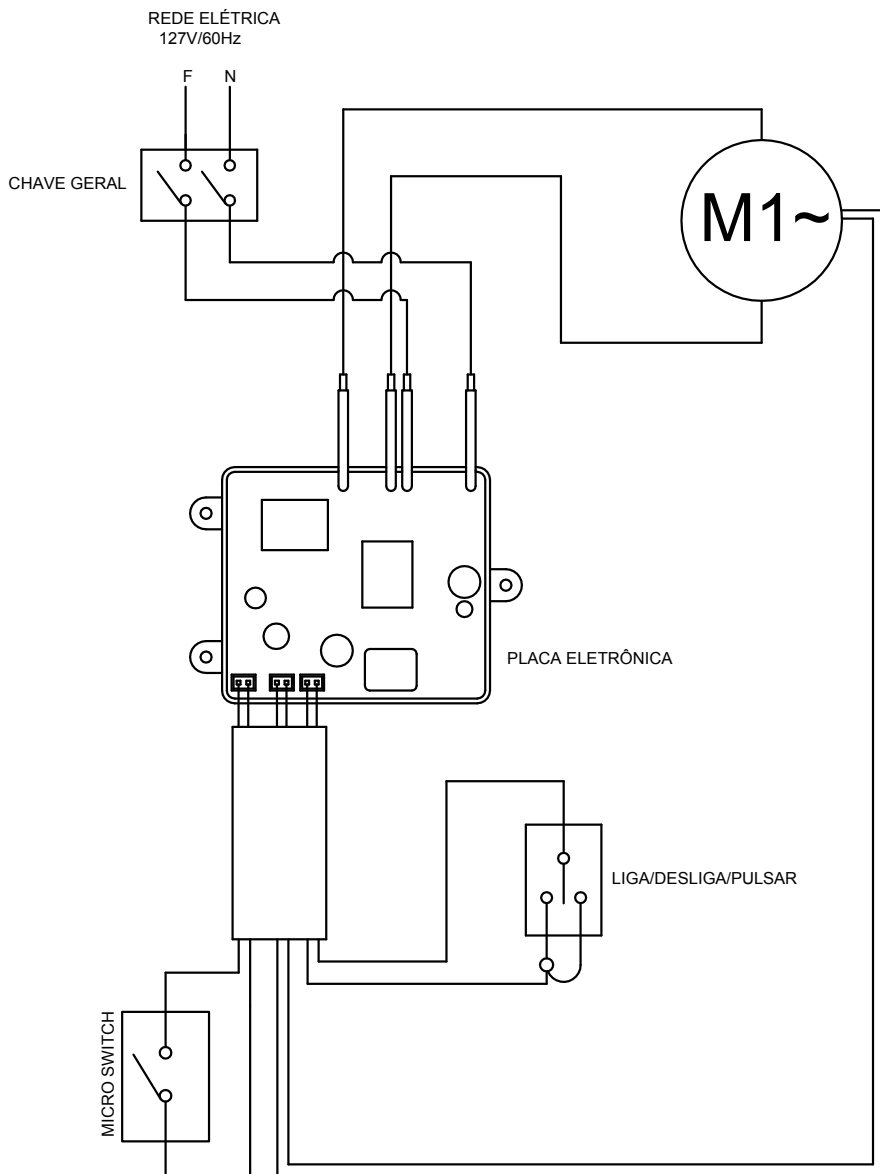 REDE ELÉTRICA
127V/60Hz
F N
CHAVE GERAL
M1~
PLACA ELETRÔNICA
LIGA/DESLIGA/PULSAR
MICRO SWITCH